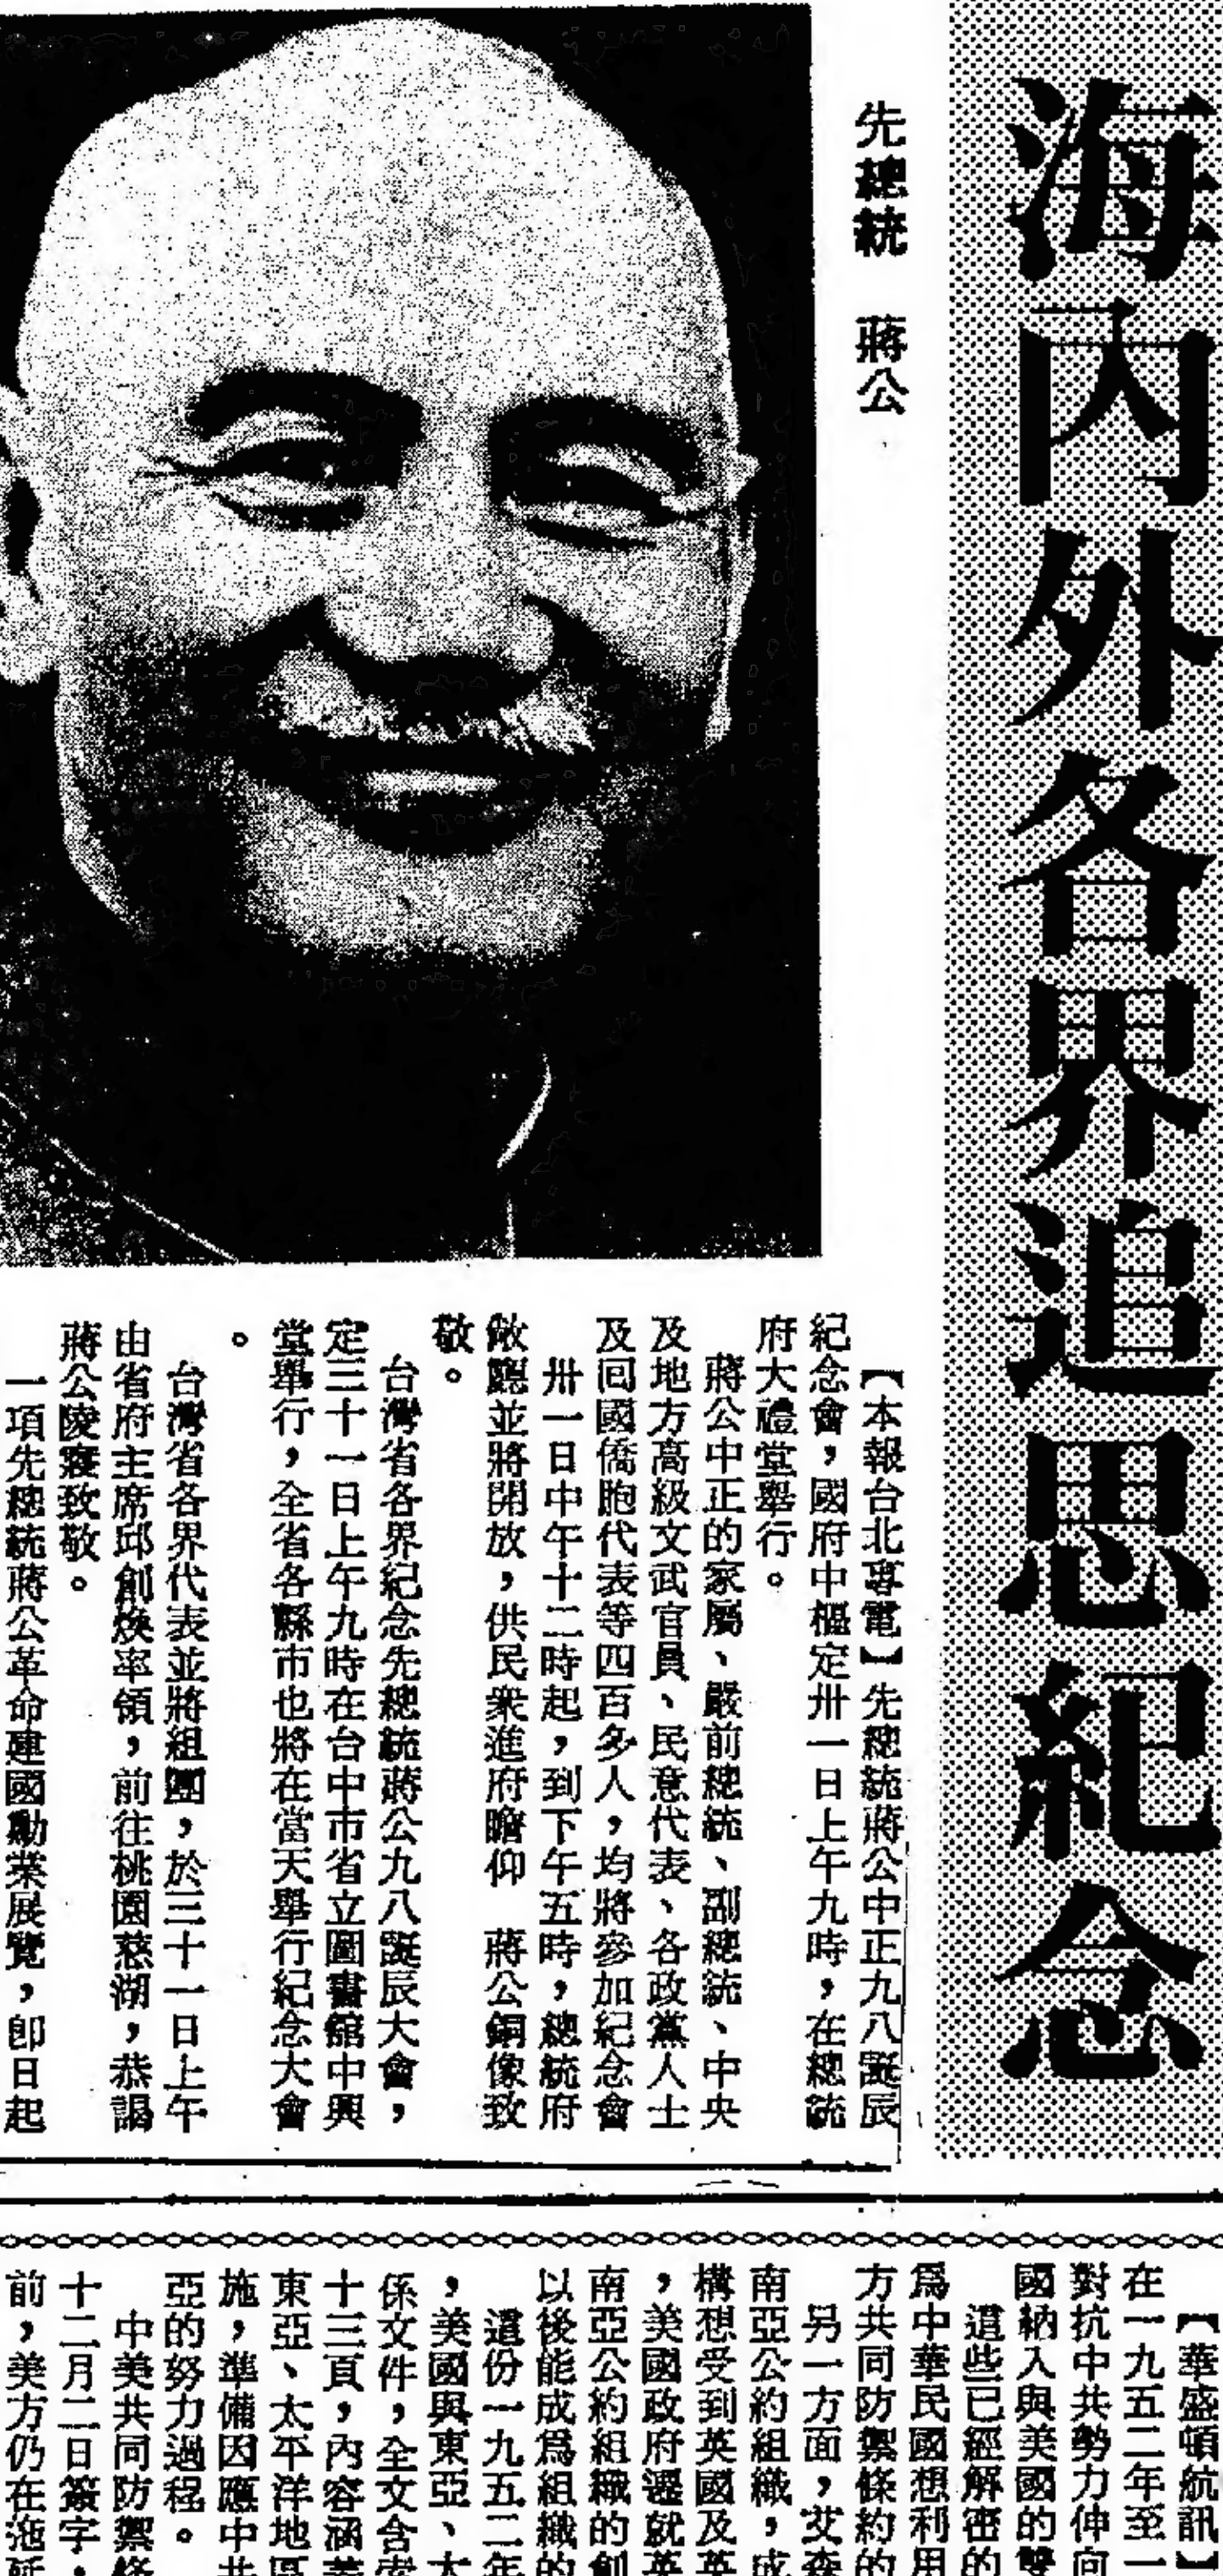 海內外各界追思紀念
先總統　蔣公
【本報台北專電】先總統蔣公中正九八誕辰
紀念會，國府中樞定卅一日上午九時，在總統
府大禮堂舉行。
蔣公中正的家屬、嚴前總統、副總統、中央
及地方高級文武官員、民意代表、各政黨人士
及回國僑胞代表等四百多人，均將參加紀念會
卅一日中午十二時起，到下午五時，總統府
敞廳並將開放，供民衆進府瞻仰　蔣公銅像致
敬。
台灣省各界紀念先總統蔣公九八誕辰大會，
定三十一日上午九時在台中市省立圖書館中興
堂舉行，全省各縣市也將在當天舉行紀念大會
。
台灣省各界代表並將組團，於三十一日上午
由省府主席邱創煥率領，前往桃園慈湖，恭謁
蔣公陵寢致敬。
一項先總統蔣公革命建國勳業展覽，卽日起
【華盛頓航訊】
在一九五二年至一
對抗中共勢力伸向
國納入與美國的雙
這些已經解密的
爲中華民國想利用
方共同防禦條約的
另一方面，艾森
南亞公約組織，成
構想受到英國及英
，美國政府遷就英
南亞公約組織的創
以後能成爲組織的
這份一九五二年
，美國與東亞、太
係文件，全文含索
十三頁，內容涵蓋
東亞、太平洋地區
施，準備因應中共
亞的努力過程。
中美共同防禦條
十二月二日簽字，
前，美方仍在拖延